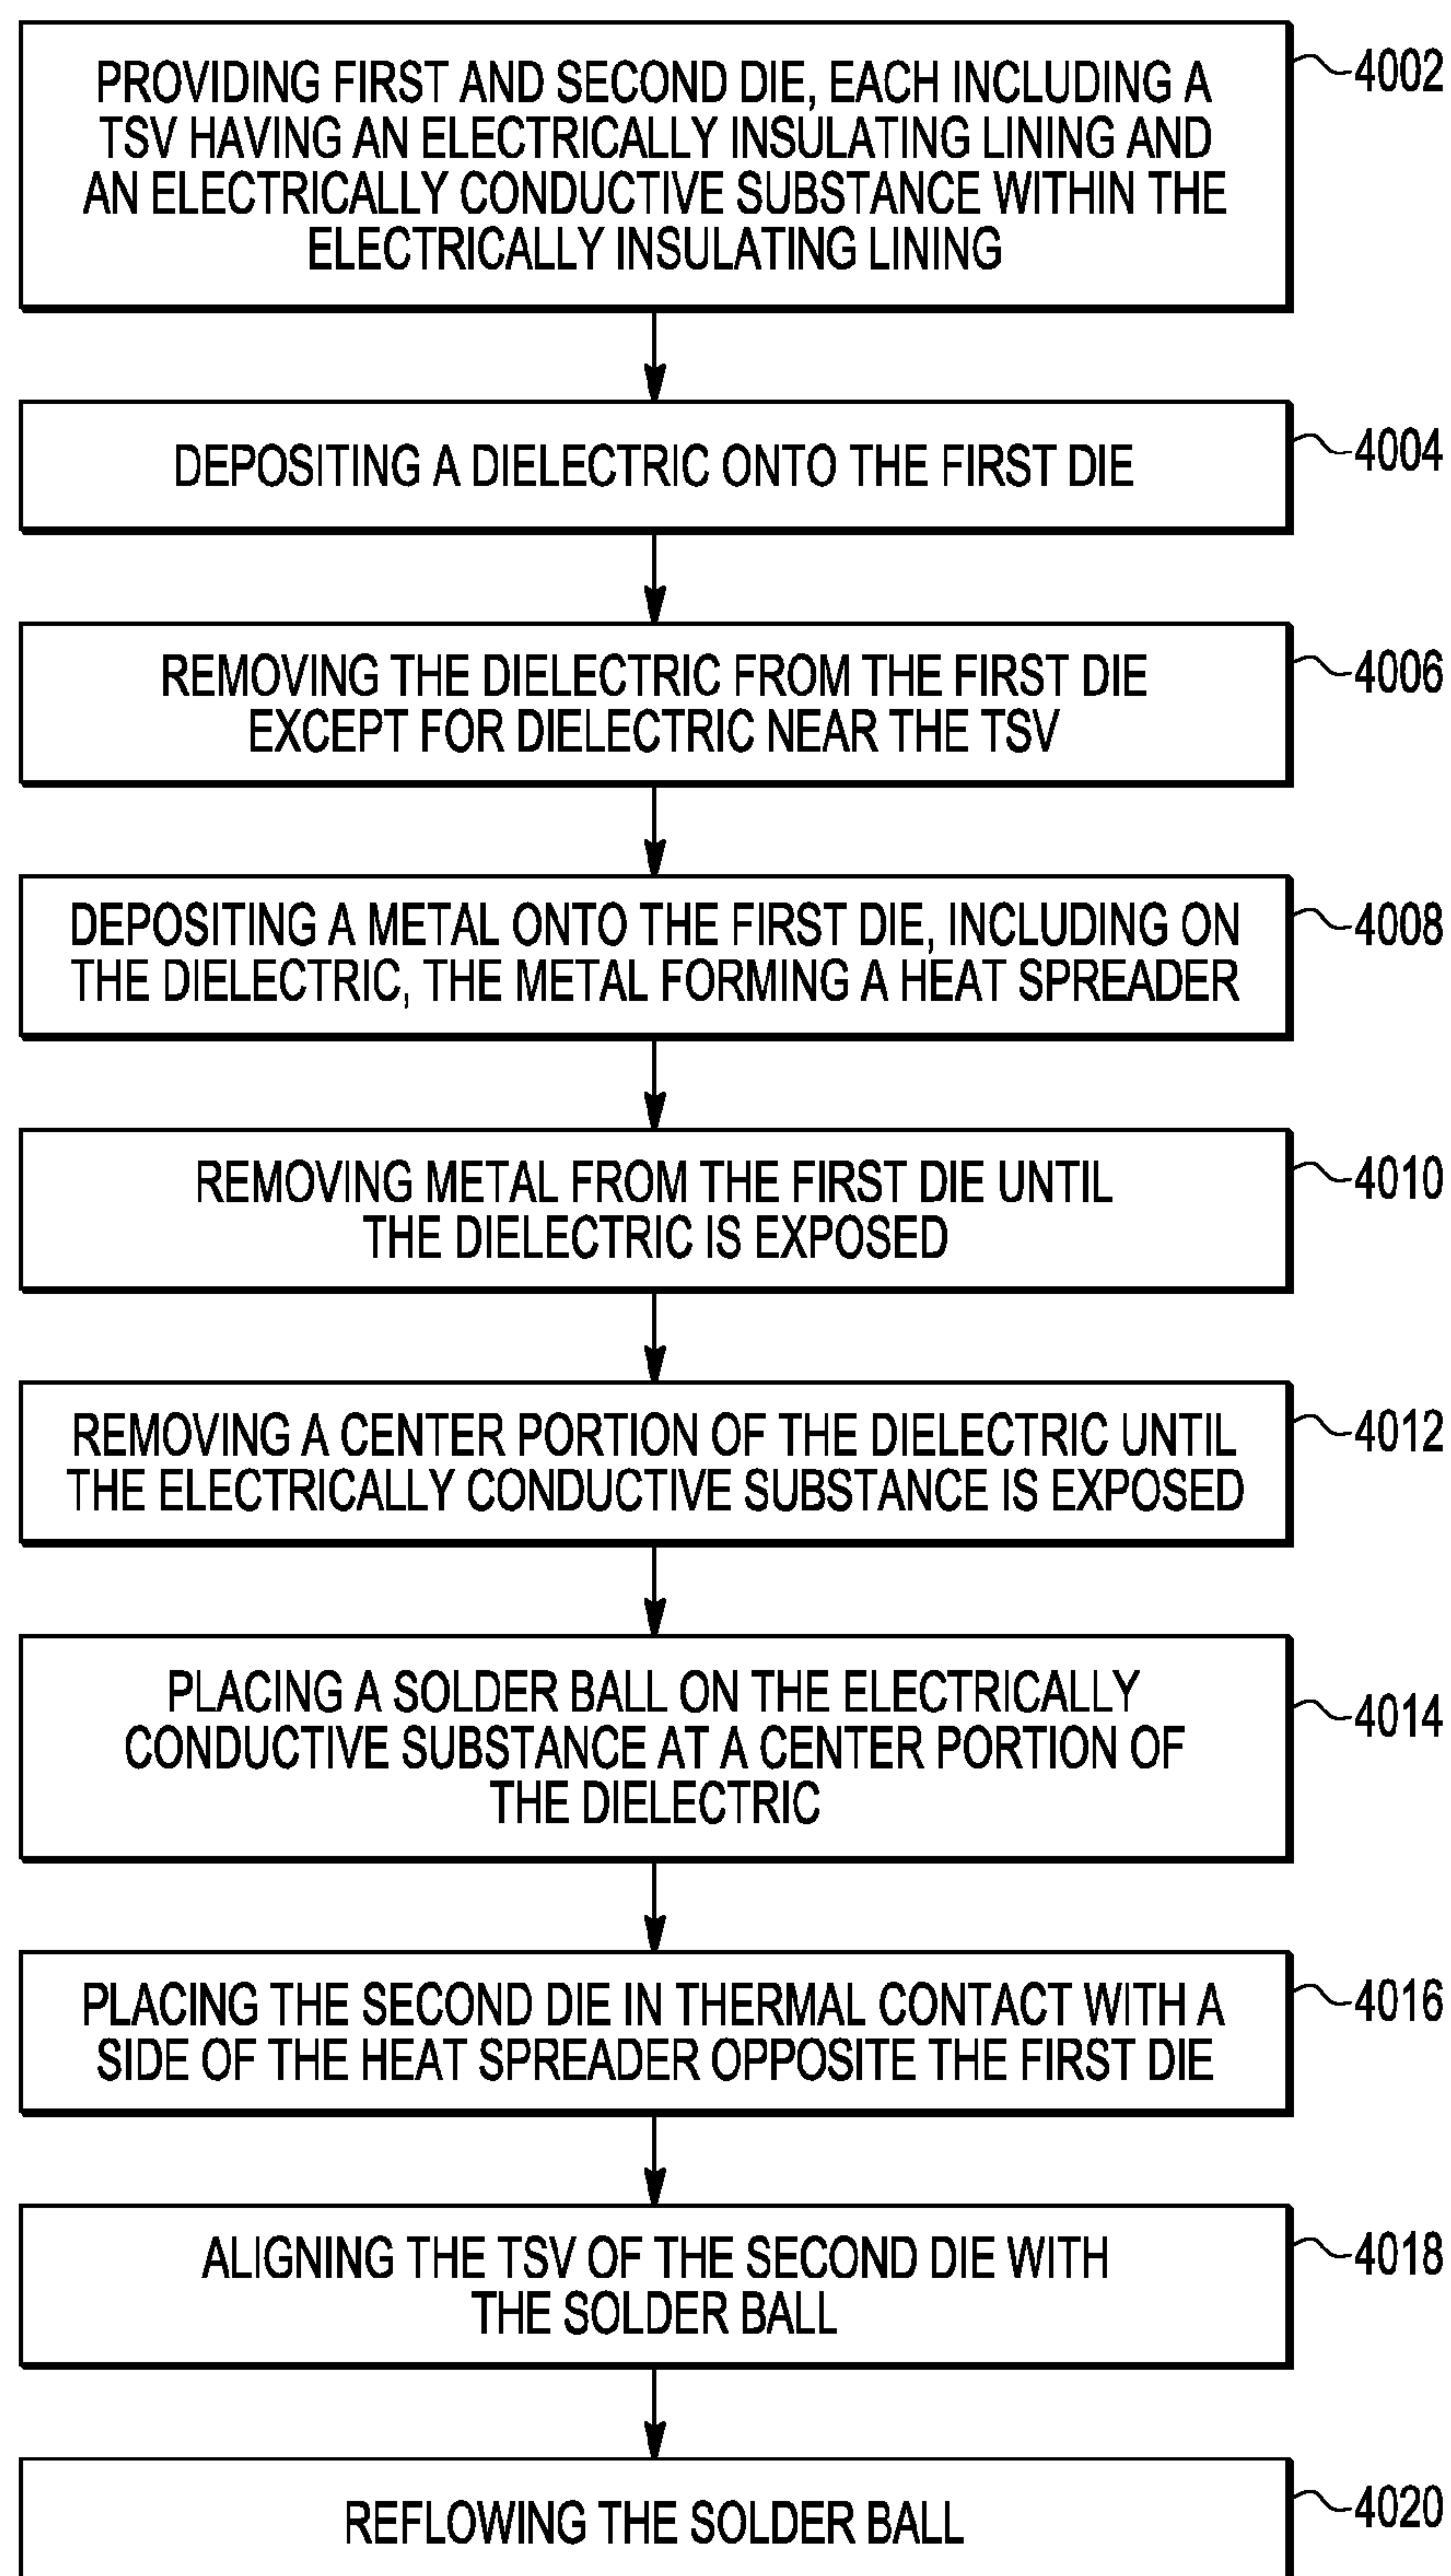 PROVIDING FIRST AND SECOND DIE, EACH INCLUDING A
TSV HAVING AN ELECTRICALLY INSULATING LINING AND
AN ELECTRICALLY CONDUCTIVE SUBSTANCE WITHIN THE
ELECTRICALLY INSULATING LINING
4002
DEPOSITING A DIELECTRIC ONTO THE FIRST DIE
4004
REMOVING THE DIELECTRIC FROM THE FIRST DIE
EXCEPT FOR DIELECTRIC NEAR THE TSV
4006
DEPOSITING A METAL ONTO THE FIRST DIE, INCLUDING ON
THE DIELECTRIC, THE METAL FORMING A HEAT SPREADER
4008
REMOVING METAL FROM THE FIRST DIE UNTIL
THE DIELECTRIC IS EXPOSED
4010
REMOVING A CENTER PORTION OF THE DIELECTRIC UNTIL
THE ELECTRICALLY CONDUCTIVE SUBSTANCE IS EXPOSED
4012
PLACING A SOLDER BALL ON THE ELECTRICALLY
CONDUCTIVE SUBSTANCE AT A CENTER PORTION OF
THE DIELECTRIC
4014
PLACING THE SECOND DIE IN THERMAL CONTACT WITH A
SIDE OF THE HEAT SPREADER OPPOSITE THE FIRST DIE
4016
ALIGNING THE TSV OF THE SECOND DIE WITH
THE SOLDER BALL
4018
REFLOWING THE SOLDER BALL
4020